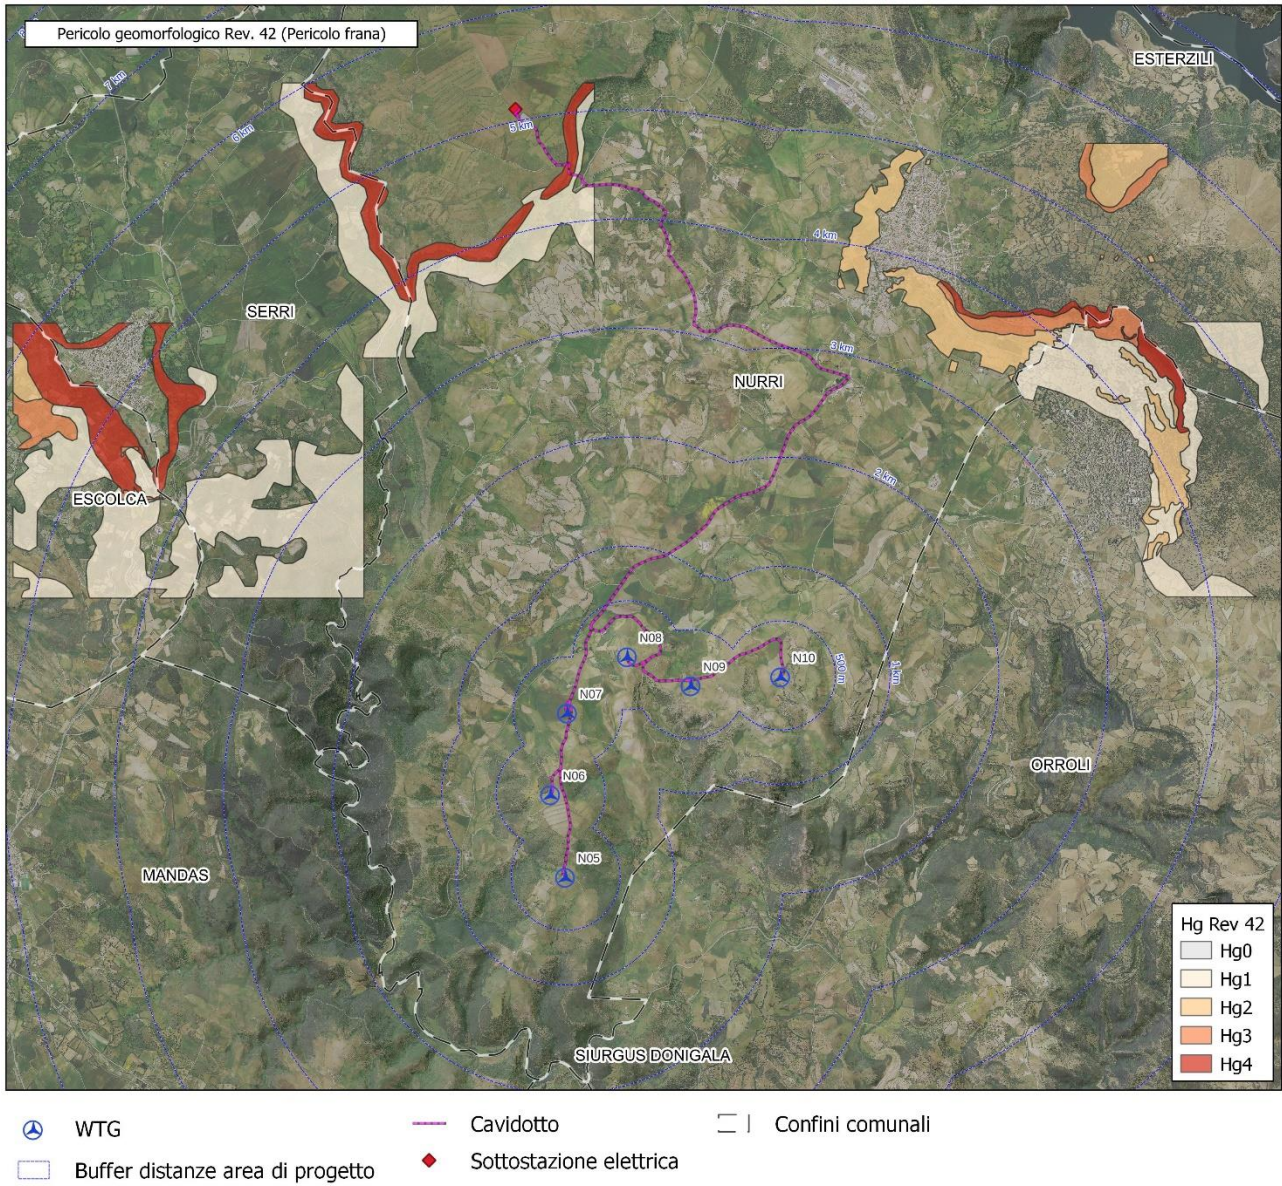 Pericolo geomorfologico Rev. 42 (Pericolo frana)
ESTERZILI
7 km
6 km
5 km
4 km
SERRI
3 km
NURRI
2 km
ESCOLCA
N08
N09
N10
500 m
1 km
N07
N06
ORROLI
N05
MANDAS
SIURGUS DONIGALA
Hg Rev 42
Hg0
Hg1
Hg2
Hg3
Hg4
WTG
Cavidotto
Confini comunali
Buffer distanze area di progetto
Sottostazione elettrica